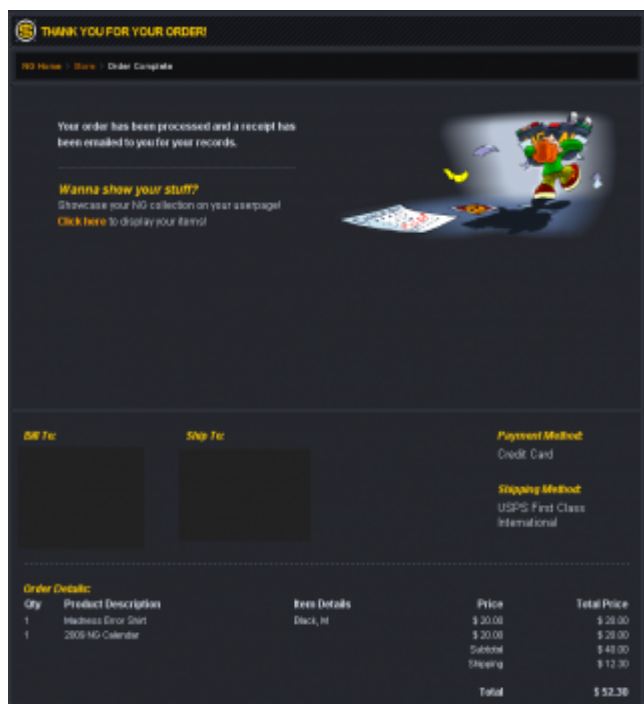 THANK YOU FOR YOUR ORDER!
NG Home > Store > Order Complete
Your order has been processed and a receipt has
been emailed to you for your records.
Wanna show your stuff?
Showcase your NG collection on your userpage!
Click here to display your items!
Bill To:
Ship To:
Payment Method:
Credit Card
Shipping Method:
USPS First Class
International
Order Details:
Qty Product Description Item Details Price Total Price
1 Madness Error Shirt Black, M $ 20.00 $ 20.00
1 2009 NG Calendar $ 20.00 $ 20.00
Subtotal $ 40.00
Shipping $ 12.30
Total $ 52.30